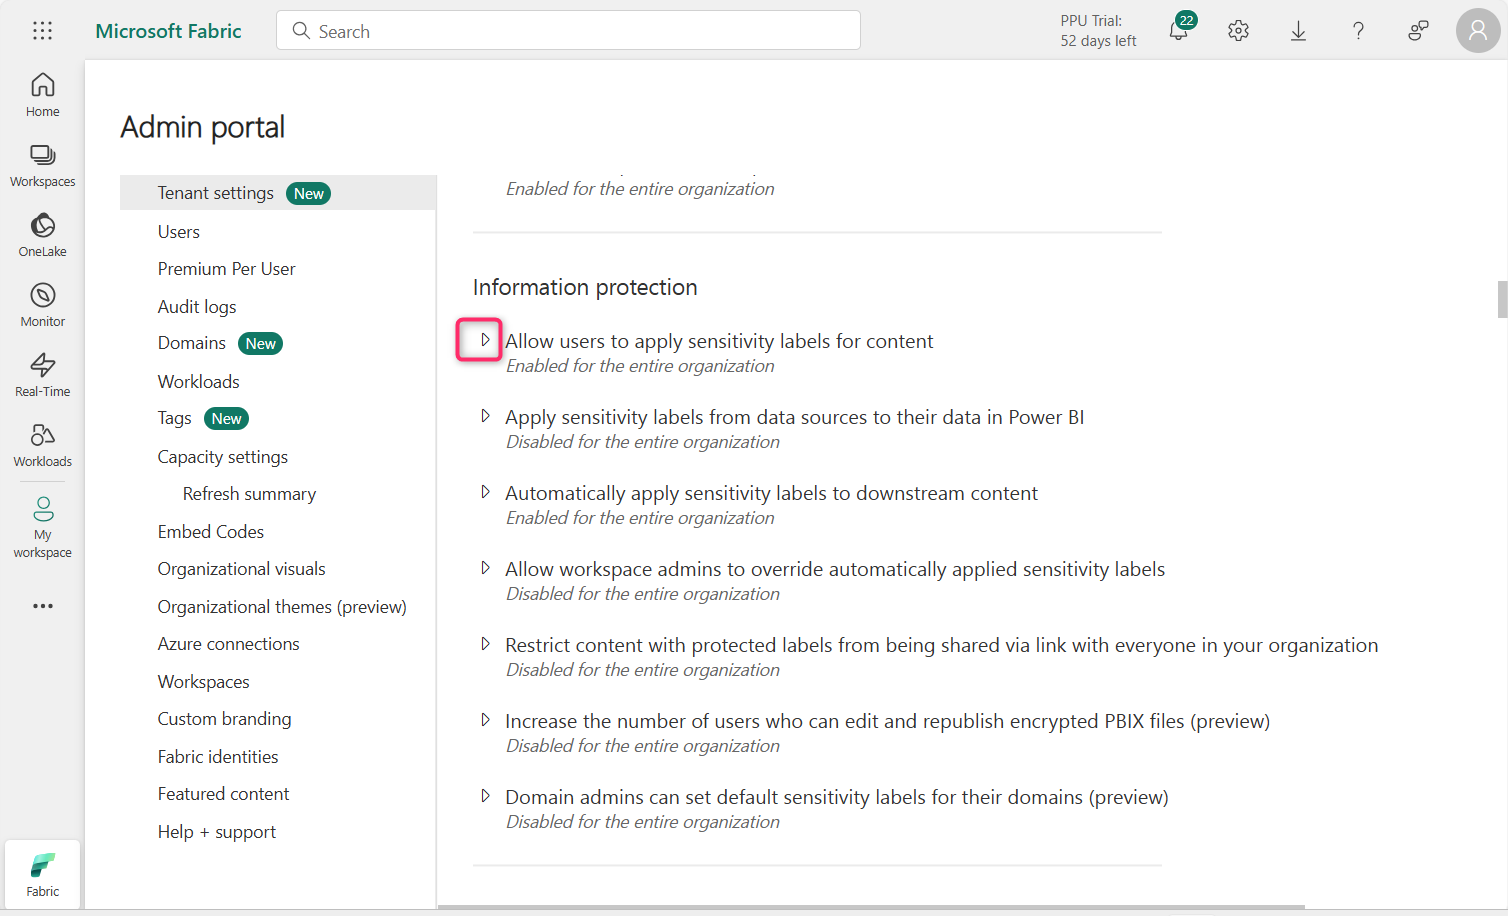 Microsoft Fabric
Search
PPU Trial:
52 days left
22
Home
Workspaces
OneLake
Monitor
Real-Time
Workloads
My
workspace
Fabric
Admin portal
Tenant settings New
Users
Premium Per User
Audit logs
Domains New
Workloads
Tags New
Capacity settings
Refresh summary
Embed Codes
Organizational visuals
Organizational themes (preview)
Azure connections
Workspaces
Custom branding
Fabric identities
Featured content
Help + support
Enabled for the entire organization
Information protection
Allow users to apply sensitivity labels for content
Enabled for the entire organization
Apply sensitivity labels from data sources to their data in Power BI
Disabled for the entire organization
Automatically apply sensitivity labels to downstream content
Enabled for the entire organization
Allow workspace admins to override automatically applied sensitivity labels
Disabled for the entire organization
Restrict content with protected labels from being shared via link with everyone in your organization
Disabled for the entire organization
Increase the number of users who can edit and republish encrypted PBIX files (preview)
Disabled for the entire organization
Domain admins can set default sensitivity labels for their domains (preview)
Disabled for the entire organization